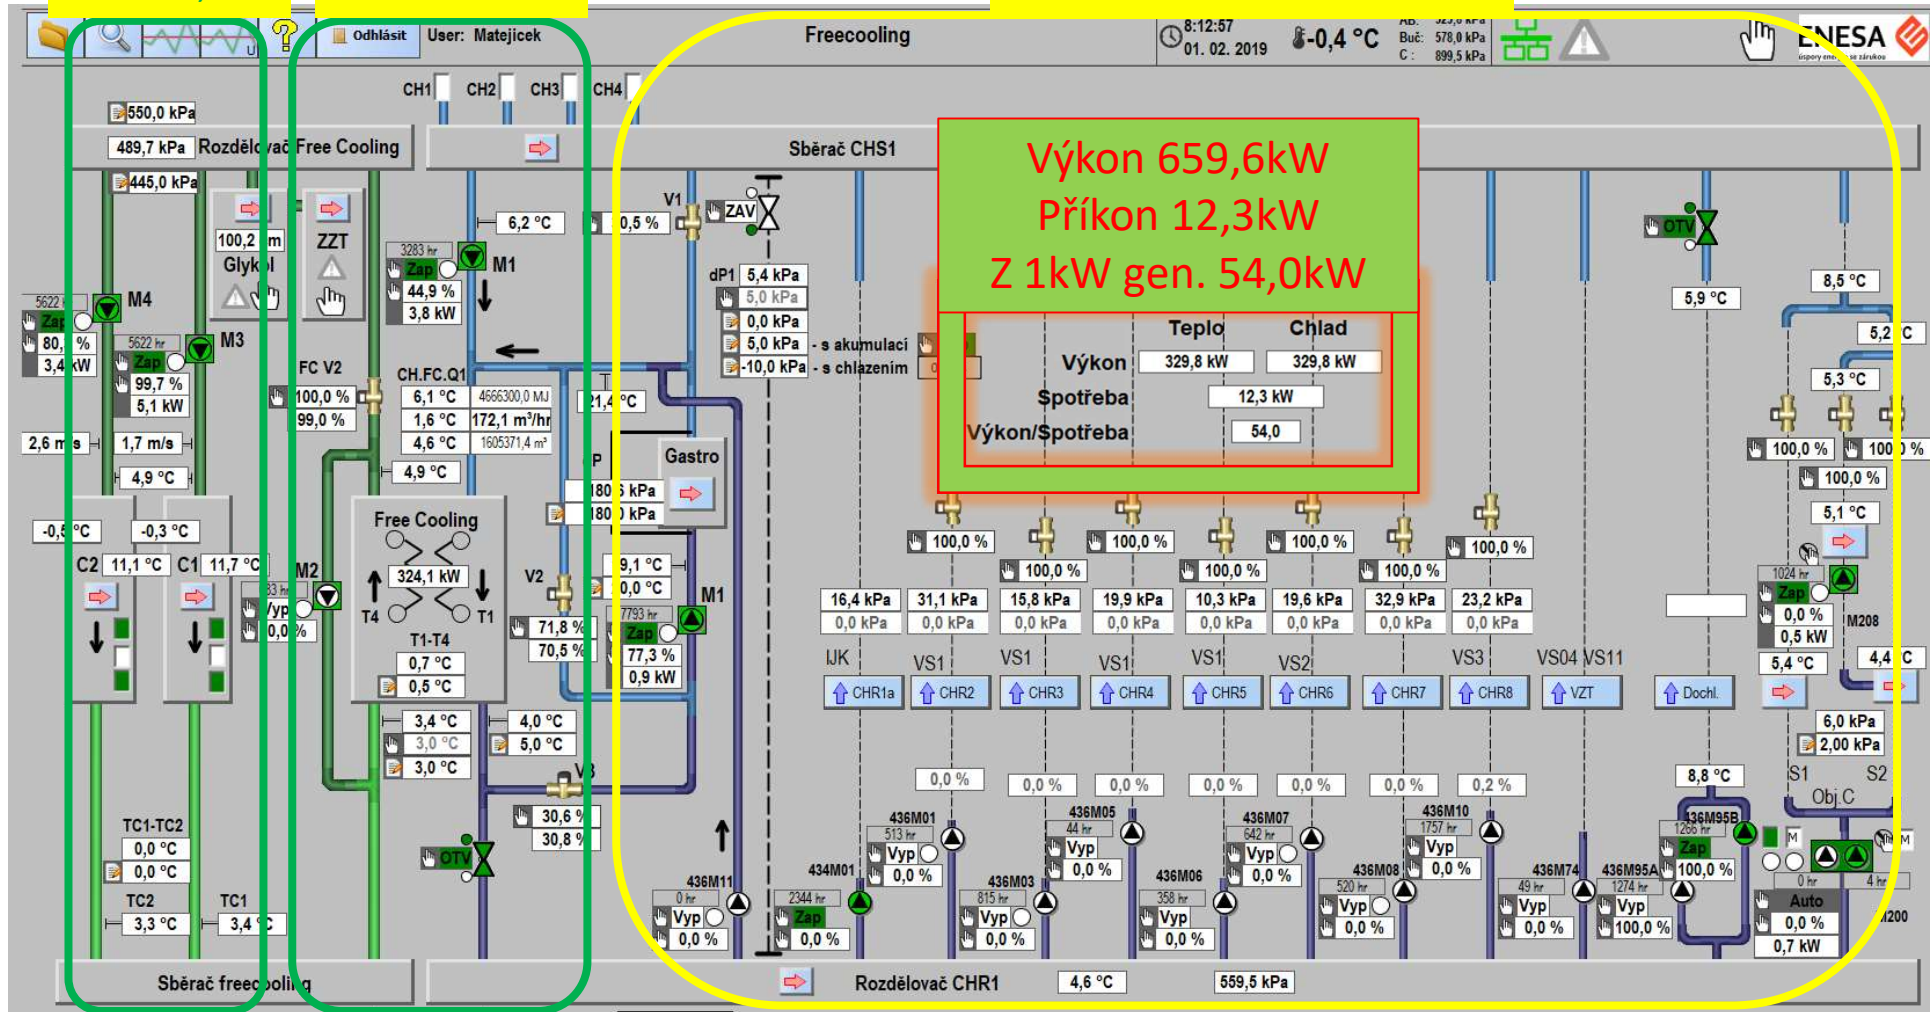 Odhlásit User: Matejicek
Freecooling
8:12:57
01. 02. 2019
-0,4 °C
Buč: 578,0 kPa
C : 899,5 kPa
ENESA
úspory energie se zárukou
CH1 CH2 CH3 CH4
550,0 kPa
489,7 kPa Rozdělovač Free Cooling
445,0 kPa
Sběrač CHS1
Výkon 659,6kW
Příkon 12,3kW
Z 1kW gen. 54,0kW
Teplo Chlad
Výkon 329,8 kW 329,8 kW
Spotřeba 12,3 kW
Výkon/Spotřeba 54,0
Glykol
ZZT
6,2 °C
V1
ZAV
3283 hr
Zap
M1
44,9 %
3,8 kW
dP1 5,4 kPa
5,0 kPa
0,0 kPa
5,0 kPa - s akumulací
-10,0 kPa - s chlazením
OTV
5,9 °C
8,5 °C
5,2 °C
5,3 °C
M4
Zap
3,4 kW
5622 hr
Zap
M3
99,7 %
5,1 kW
FC V2
100,0 %
99,0 %
CH.FC.Q1
6,1 °C 4666300,0 MJ
1,6 °C 172,1 m³/hr
4,6 °C 1605371,4 m³
21,4 °C
2,6 m/s 1,7 m/s
4,9 °C
4,9 °C
Gastro
180,0 kPa
100,0 % 100,0 %
100,0 %
5,1 °C
-0,5 °C -0,3 °C
C2 11,1 °C C1 11,7 °C
M2
Vyp
0,0 %
Free Cooling
324,1 kW
T4 T1
T1-T4
0,7 °C
0,5 °C
V2
71,8 %
70,5 %
7793 hr
Zap
M1
77,3 %
0,9 kW
100,0 % 100,0 % 100,0 % 100,0 %
100,0 % 100,0 % 100,0 %
16,4 kPa 31,1 kPa 15,8 kPa 19,9 kPa 10,3 kPa 19,6 kPa 32,9 kPa 23,2 kPa
0,0 kPa 0,0 kPa 0,0 kPa 0,0 kPa 0,0 kPa 0,0 kPa 0,0 kPa 0,0 kPa
IJK VS1 VS1 VS1 VS1 VS2 VS3 VS04 VS11
CHR1a CHR2 CHR3 CHR4 CHR5 CHR6 CHR7 CHR8 VZT Dochl.
1024 hr
Zap
0,0 %
0,5 kW
M208
5,4 °C 4,4 °C
6,0 kPa
2,00 kPa
S1 S2
Obj.C
3,4 °C 4,0 °C
3,0 °C 5,0 °C
3,0 °C
V3
30,6 %
30,8 %
OTV
0,0 % 0,0 % 0,0 % 0,0 % 0,0 % 0,0 % 0,2 %
8,8 °C
TC1-TC2
0,0 °C
0,0 °C
TC2 TC1
3,3 °C 3,4 °C
436M11
0 hr
Vyp
0,0 %
434M01
2344 hr
Zap
0,0 %
436M01
513 hr
Vyp
0,0 %
436M03
815 hr
Vyp
0,0 %
436M05
44 hr
Vyp
0,0 %
436M06
358 hr
Vyp
0,0 %
436M07
642 hr
Vyp
0,0 %
436M08
520 hr
Vyp
0,0 %
436M10
1757 hr
Vyp
0,0 %
436M74
49 hr
Vyp
0,0 %
436M95A
1274 hr
Vyp
100,0 %
436M95B
1266 hr
Zap
100,0 %
M M
0 hr 4 hr
Auto
0,0 %
0,7 kW
Sběrač freecooling
Rozdělovač CHR1 4,6 °C 559,5 kPa